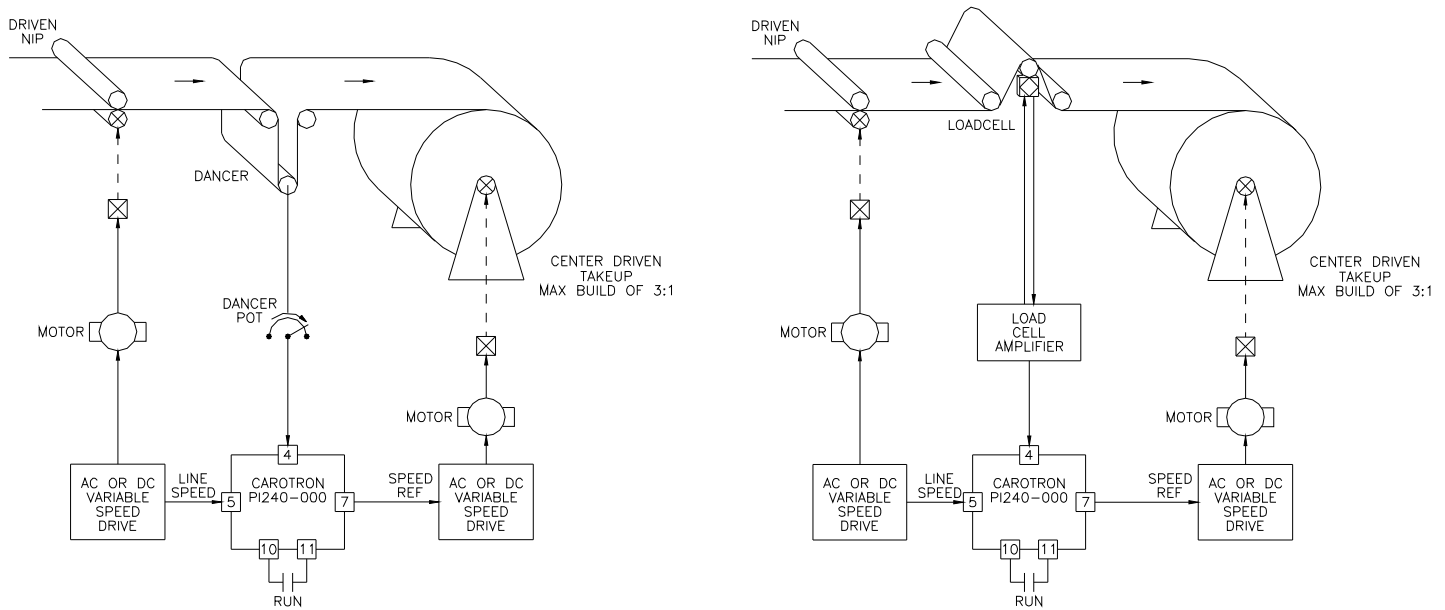 DRIVEN
NIP
DANCER
DANCER
POT
MOTOR
CENTER DRIVEN
TAKEUP
MAX BUILD OF 3:1
MOTOR
AC OR DC
VARIABLE
SPEED
DRIVE
LINE
SPEED
4
5
CAROTRON
PI240-000
7
10
11
RUN
SPEED
REF
AC OR DC
VARIABLE
SPEED
DRIVE
DRIVEN
NIP
LOADCELL
LOAD
CELL
AMPLIFIER
MOTOR
CENTER DRIVEN
TAKEUP
MAX BUILD OF 3:1
MOTOR
AC OR DC
VARIABLE
SPEED
DRIVE
LINE
SPEED
4
5
CAROTRON
PI240-000
7
10
11
RUN
SPEED
REF
AC OR DC
VARIABLE
SPEED
DRIVE